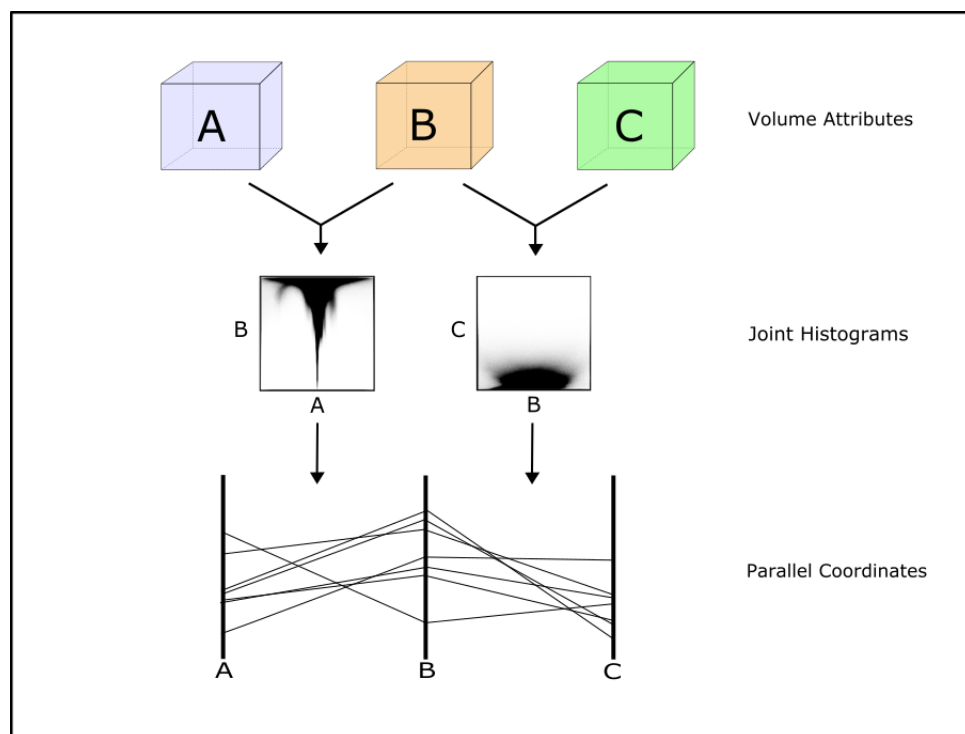 A B C Volume Attributes
B C Joint Histograms
A B
Parallel Coordinates
A B C